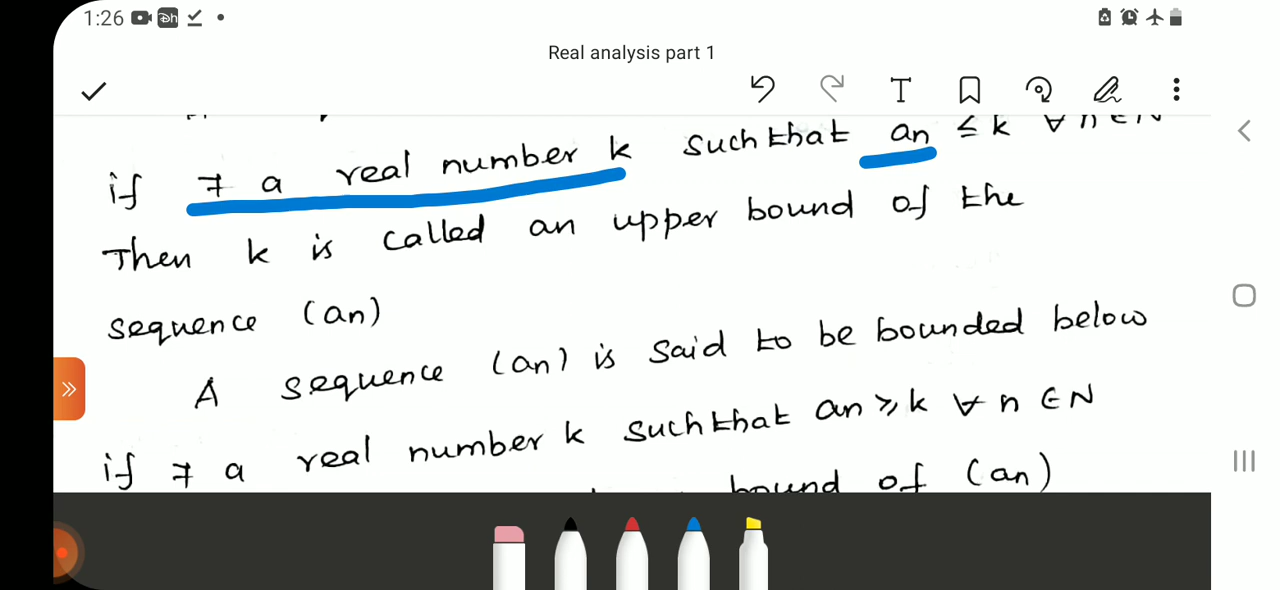 1:26
Real analysis part 1
if ∃ a real number k such that an ≤ k ∀ n ∈ N
Then k is called an upper bound of the
sequence (an)
A sequence (an) is said to be bounded below
if ∃ a real number k such that an ≥ k ∀ n ∈ N
bound of (an)